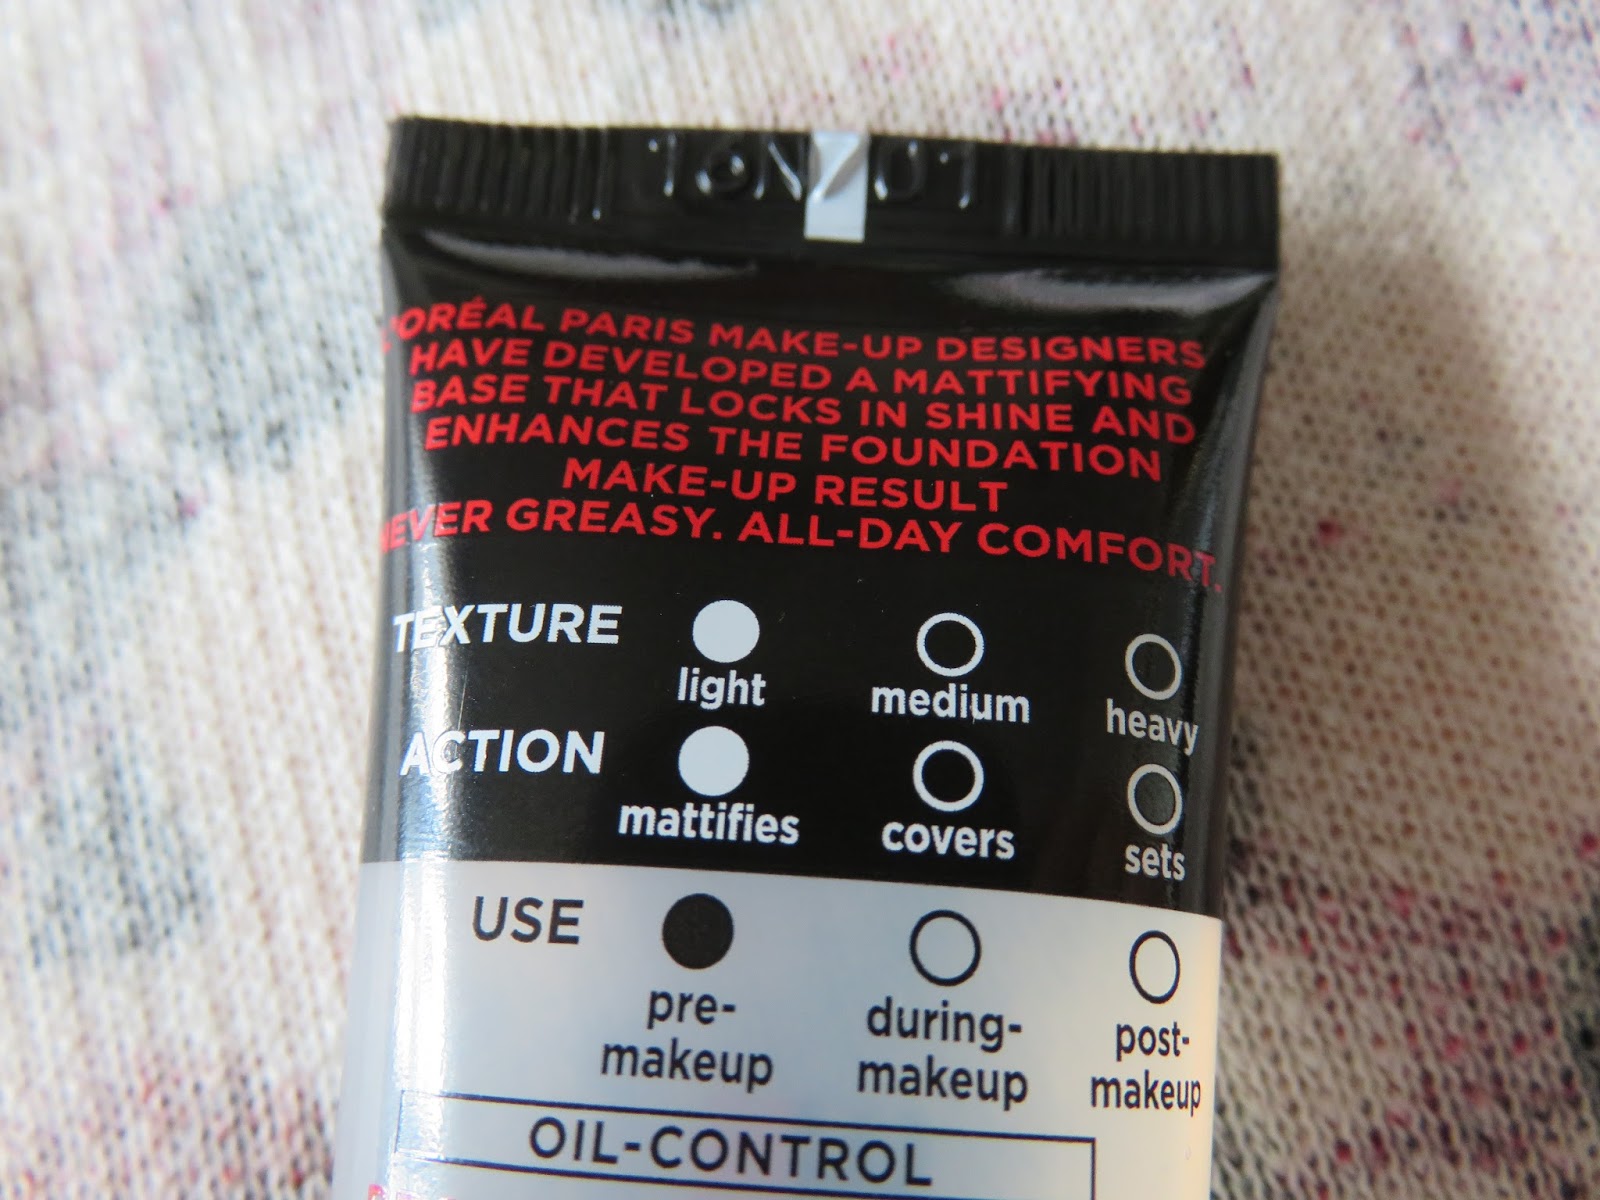 16N701
L'ORÉAL PARIS MAKE-UP DESIGNERS
HAVE DEVELOPED A MATTIFYING
BASE THAT LOCKS IN SHINE AND
ENHANCES THE FOUNDATION
MAKE-UP RESULT
NEVER GREASY. ALL-DAY COMFORT.
TEXTURE
light medium heavy
ACTION
mattifies covers sets
USE
pre- during- post-
makeup makeup makeup
OIL-CONTROL